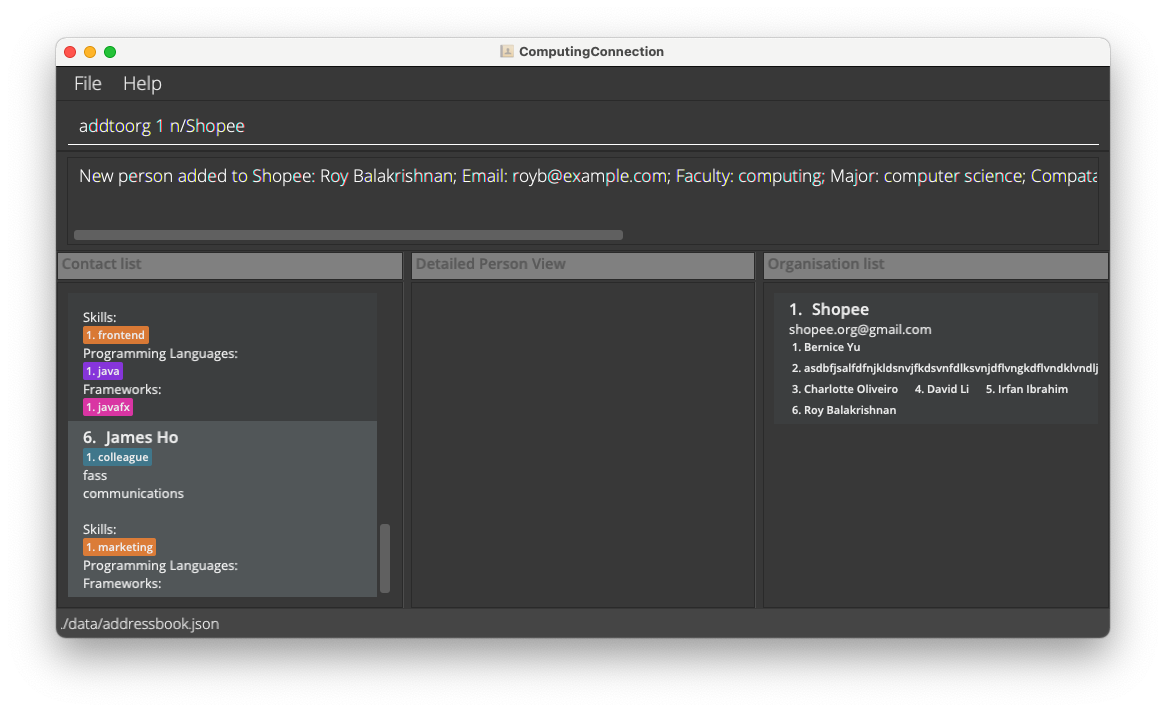 ComputingConnection
File Help
addtoorg 1 n/Shopee
New person added to Shopee: Roy Balakrishnan; Email: royb@example.com; Faculty: computing; Major: computer science; Compata
Contact list
Skills:
1. frontend
Programming Languages:
1. java
Frameworks:
1. javafx
6. James Ho
1. colleague
fass
communications
Skills:
1. marketing
Programming Languages:
Frameworks:
Detailed Person View
Organisation list
1. Shopee
shopee.org@gmail.com
1. Bernice Yu
2. asdbfjsalfdfnjkldsnvjfkdsvnfdlksvnjdflvngkdflvndklvndlj
3. Charlotte Oliveiro 4. David Li 5. Irfan Ibrahim
6. Roy Balakrishnan
./data/addressbook.json